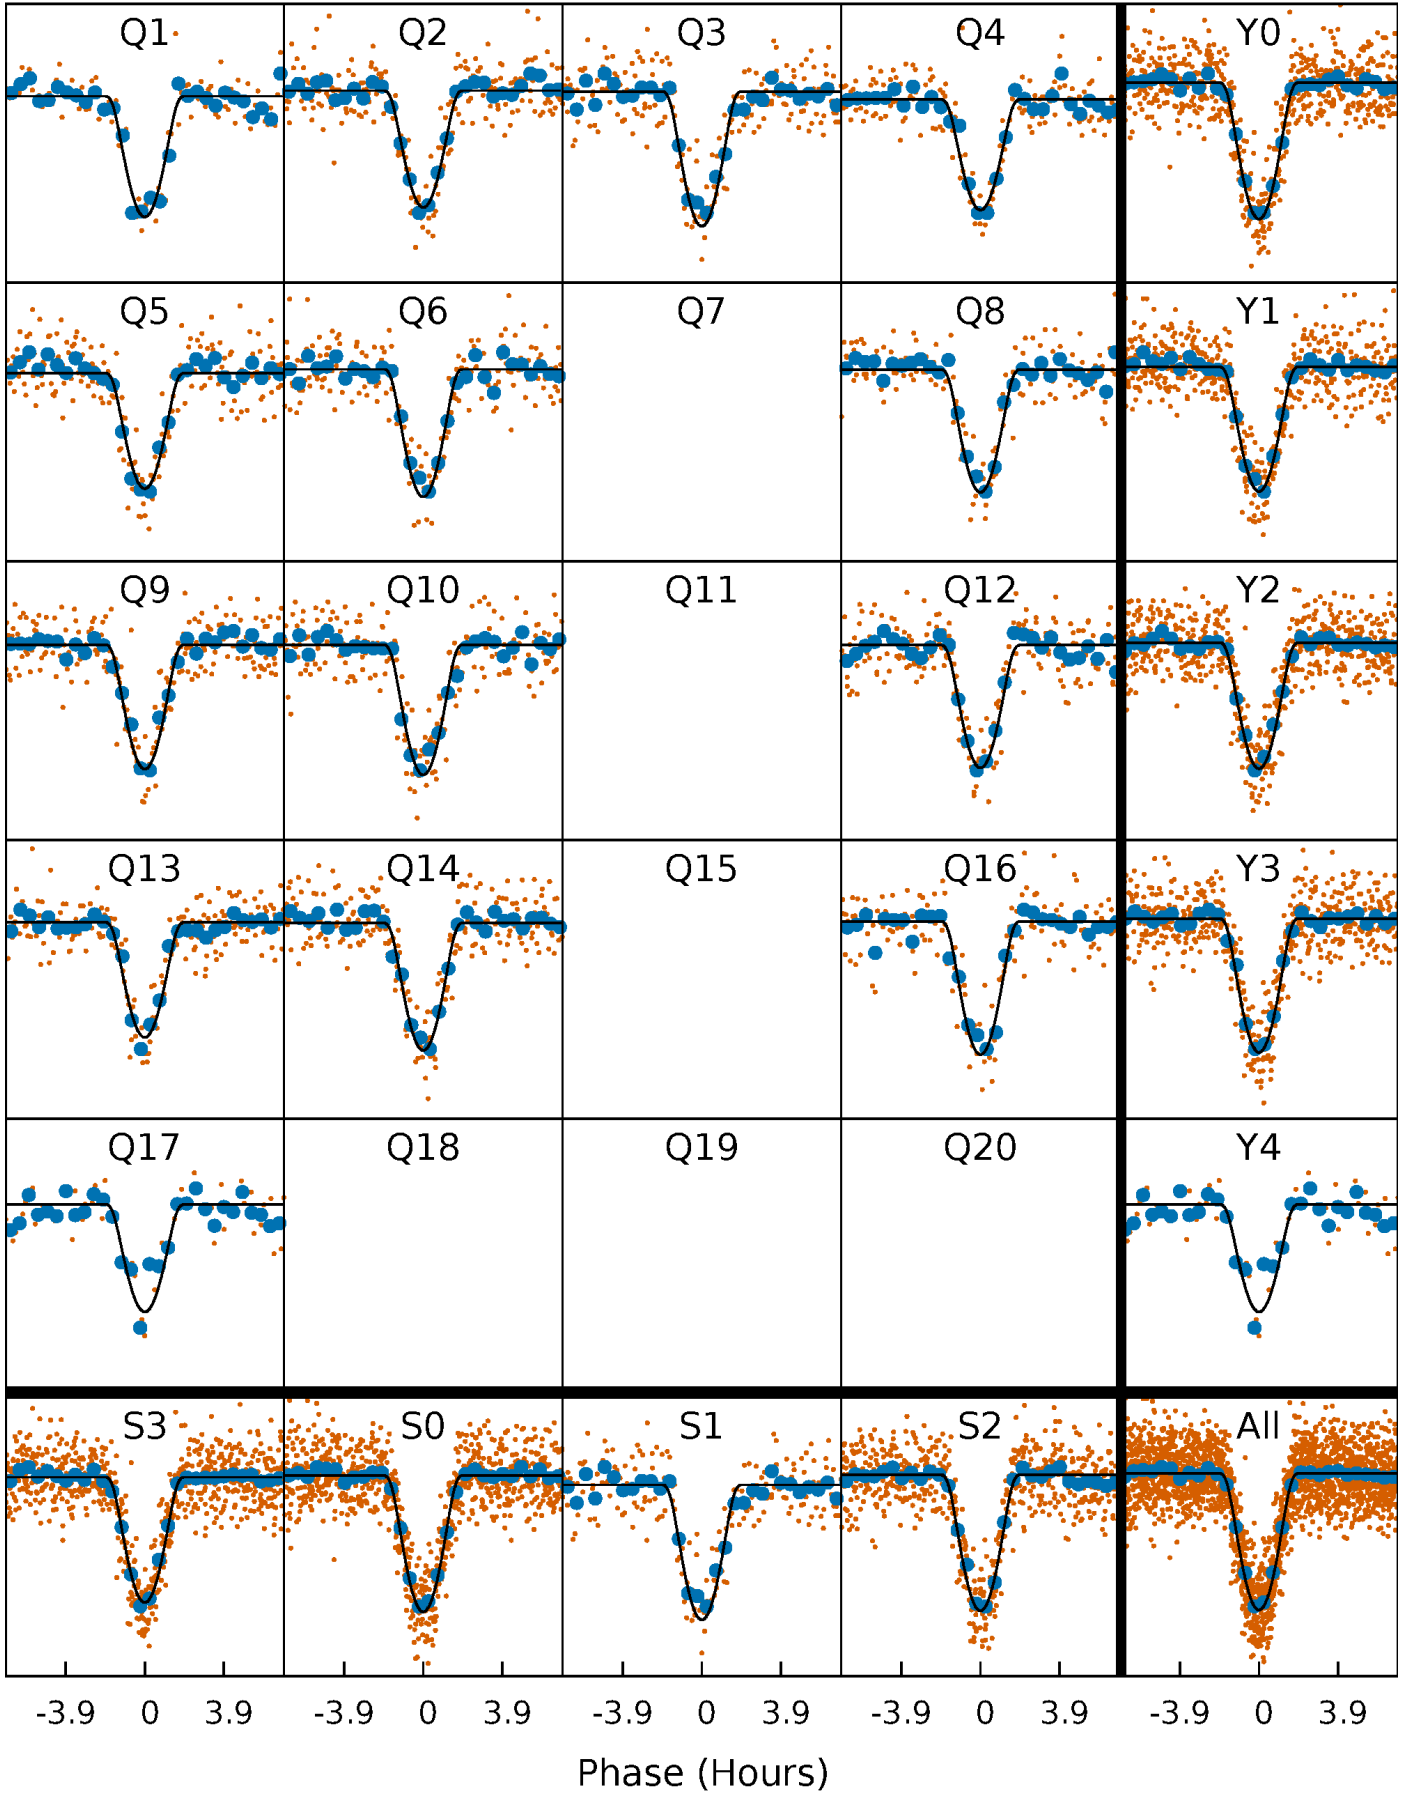 Q1 Q2 Q3 Q4 Y0
Q5 Q6 Q7 Q8 Y1
Q9 Q10 Q11 Q12 Y2
Q13 Q14 Q15 Q16 Y3
Q17 Q18 Q19 Q20 Y4
S3 S0 S1 S2 All
-3.9 0 3.9 -3.9 0 3.9 -3.9 0 3.9 -3.9 0 3.9 -3.9 0 3.9
Phase (Hours)